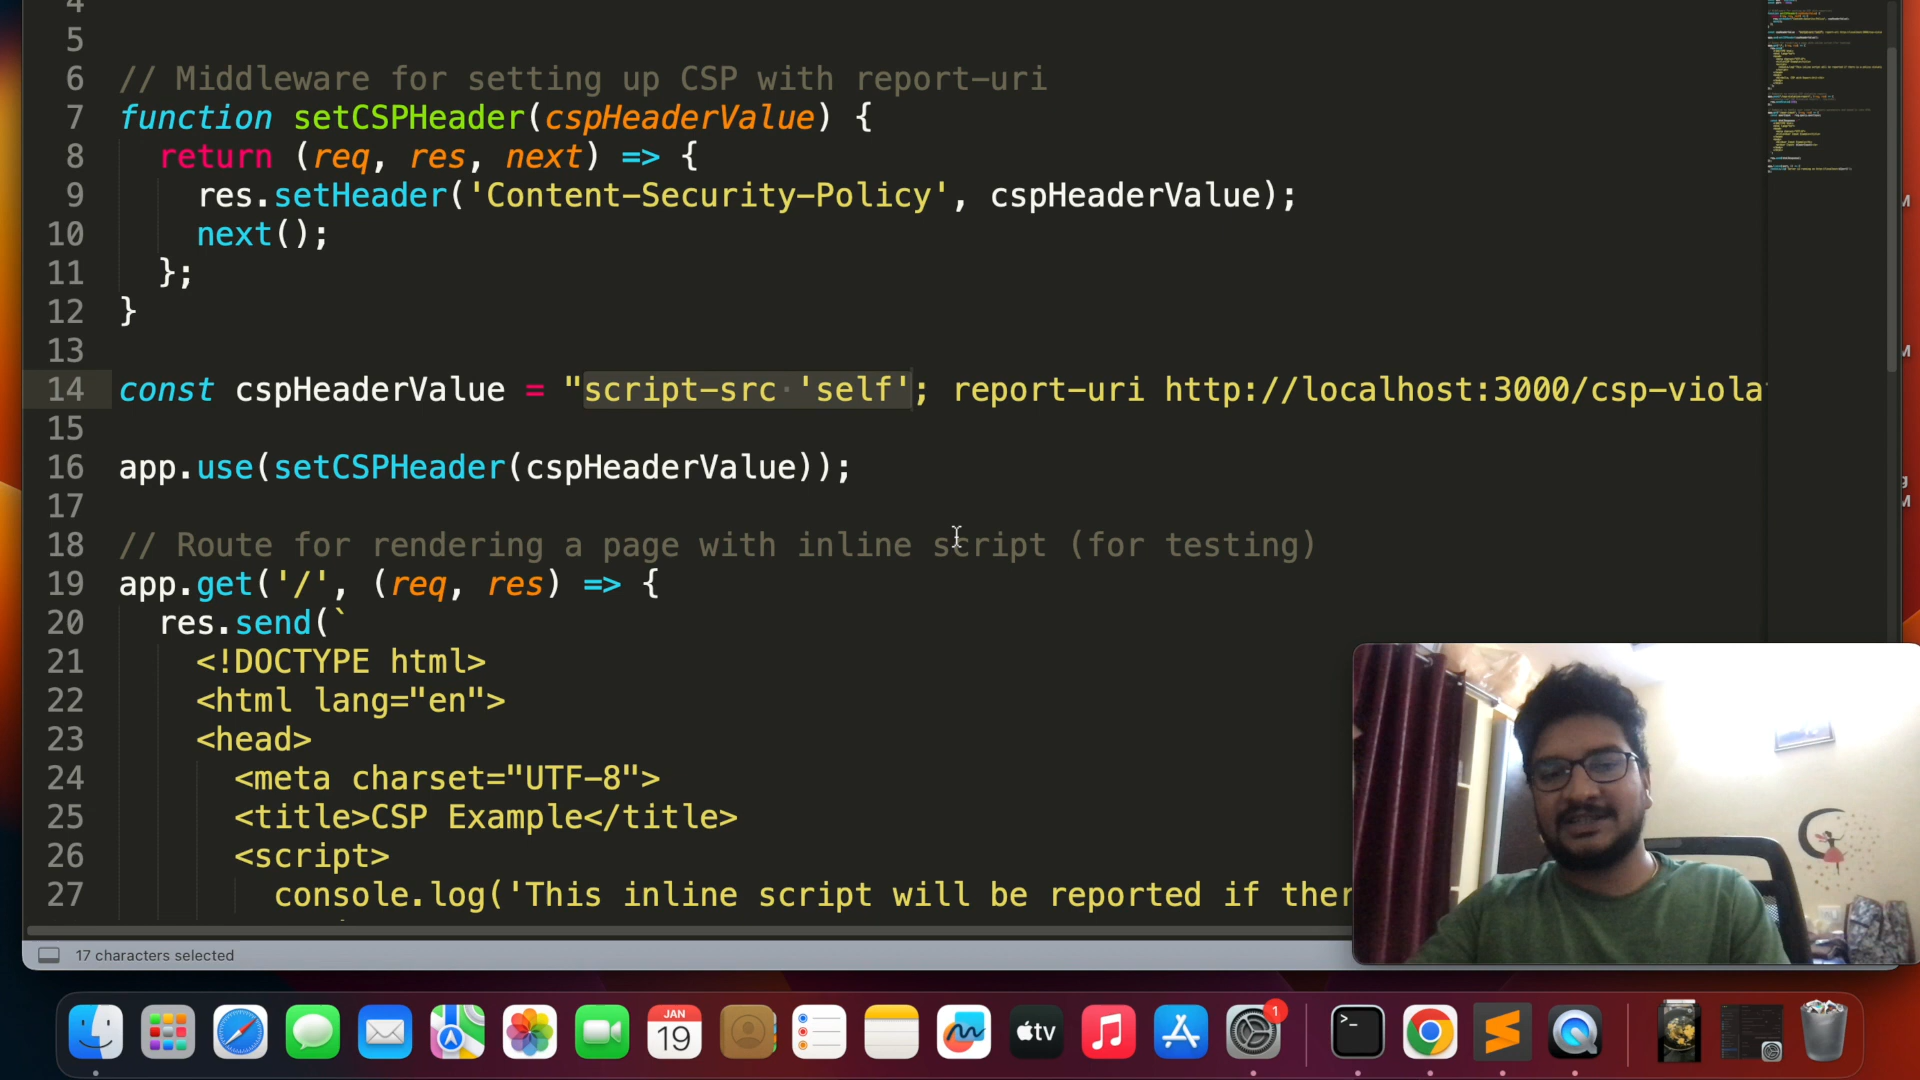 4
5
6 // Middleware for setting up CSP with report-uri
7 function setCSPHeader(cspHeaderValue) {
8 return (req, res, next) => {
9 res.setHeader('Content-Security-Policy', cspHeaderValue);
10 next();
11 };
12 }
13
14 const cspHeaderValue = "script-src 'self'; report-uri http://localhost:3000/csp-viola
15
16 app.use(setCSPHeader(cspHeaderValue));
17
18 // Route for rendering a page with inline script (for testing)
19 app.get('/', (req, res) => {
20 res.send(`
21 <!DOCTYPE html>
22 <html lang="en">
23 <head>
24 <meta charset="UTF-8">
25 <title>CSP Example</title>
26 <script>
27 console.log('This inline script will be reported if ther
17 characters selected
JAN
19
tv
1
>_